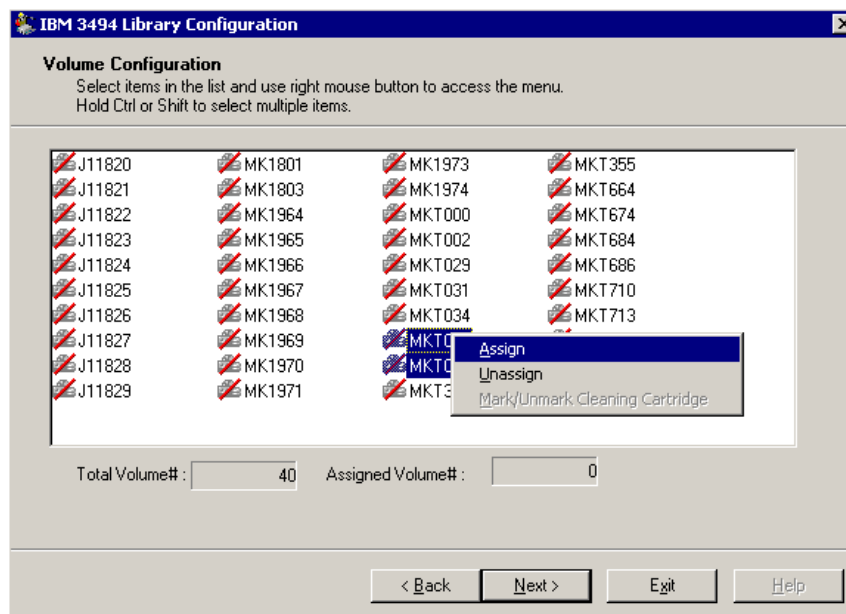 IBM 3494 Library Configuration
Volume Configuration
Select items in the list and use right mouse button to access the menu.
Hold Ctrl or Shift to select multiple items.
J11820 MK1801 MK1973 MKT355
J11821 MK1803 MK1974 MKT664
J11822 MK1964 MKT000 MKT674
J11823 MK1965 MKT002 MKT684
J11824 MK1966 MKT029 MKT686
J11825 MK1967 MKT031 MKT710
J11826 MK1968 MKT034 MKT713
J11827 MK1969
J11828 MK1970
J11829 MK1971
Assign
Unassign
Mark/Unmark Cleaning Cartridge
Total Volume# : 40 Assigned Volume# : 0
< Back Next > Exit Help